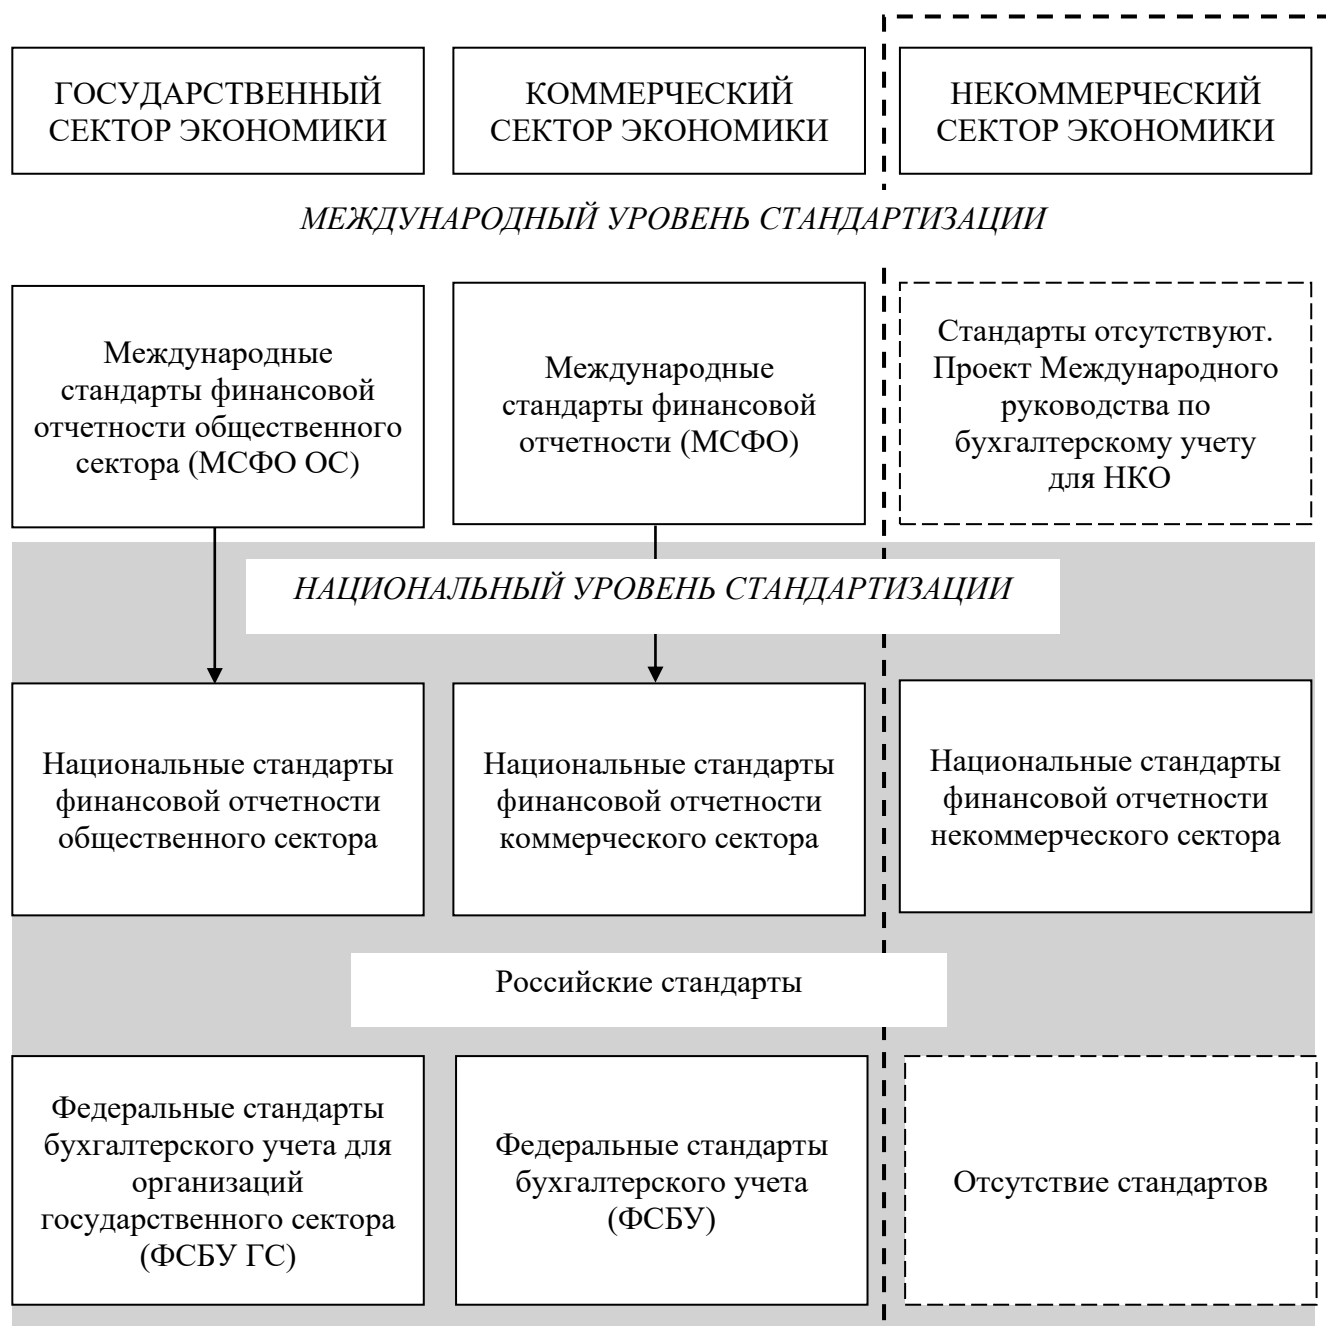 ГОСУДАРСТВЕННЫЙ
СЕКТОР ЭКОНОМИКИ
КОММЕРЧЕСКИЙ
СЕКТОР ЭКОНОМИКИ
НЕКОММЕРЧЕСКИЙ
СЕКТОР ЭКОНОМИКИ
МЕЖДУНАРОДНЫЙ УРОВЕНЬ СТАНДАРТИЗАЦИИ
Международные
стандарты финансовой
отчетности общественного
сектора (МСФО ОС)
Международные
стандарты финансовой
отчетности (МСФО)
Стандарты отсутствуют.
Проект Международного
руководства по
бухгалтерскому учету
для НКО
НАЦИОНАЛЬНЫЙ УРОВЕНЬ СТАНДАРТИЗАЦИИ
Национальные стандарты
финансовой отчетности
общественного сектора
Национальные стандарты
финансовой отчетности
коммерческого сектора
Национальные стандарты
финансовой отчетности
некоммерческого сектора
Российские стандарты
Федеральные стандарты
бухгалтерского учета для
организаций
государственного сектора
(ФСБУ ГС)
Федеральные стандарты
бухгалтерского учета
(ФСБУ)
Отсутствие стандартов